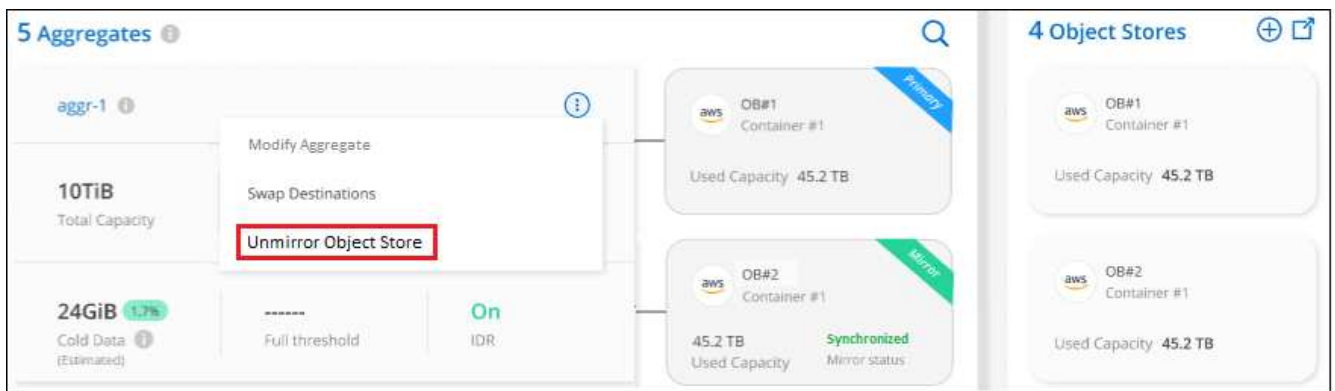 5 Aggregates
4 Object Stores
aggr-1
Modify Aggregate
Swap Destinations
Unmirror Object Store
10TiB
Total Capacity
24GiB 1.7%
Cold Data
(Estimated)
------
Full threshold
On
IDR
Primary
aws
OB#1
Container #1
Used Capacity 45.2 TB
Mirror
aws
OB#2
Container #1
45.2 TB
Used Capacity
Synchronized
Mirror status
aws
OB#1
Container #1
Used Capacity 45.2 TB
aws
OB#2
Container #1
Used Capacity 45.2 TB